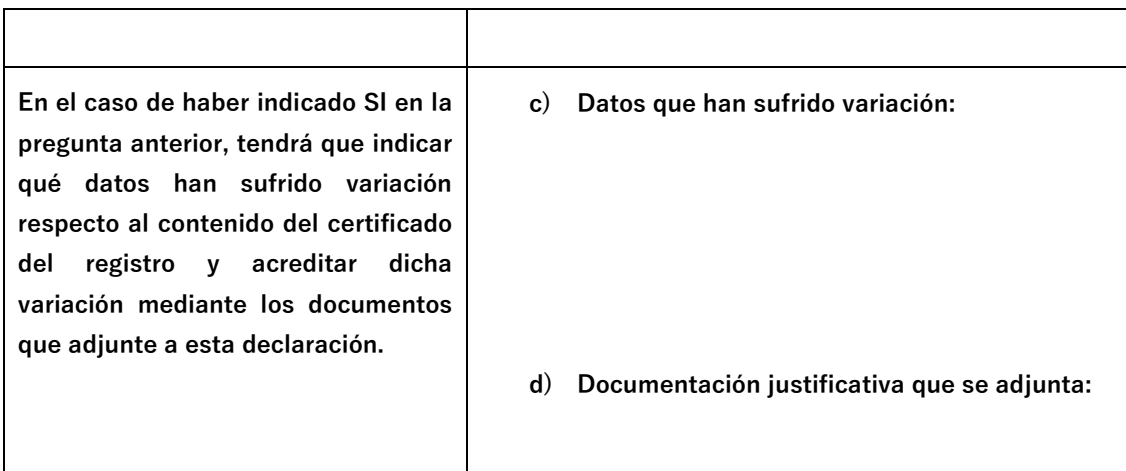 En el caso de haber indicado SI en la
pregunta anterior, tendrá que indicar
qué datos han sufrido variación
respecto al contenido del certificado
del registro y acreditar dicha
variación mediante los documentos
que adjunte a esta declaración.
c) Datos que han sufrido variación:
d) Documentación justificativa que se adjunta: